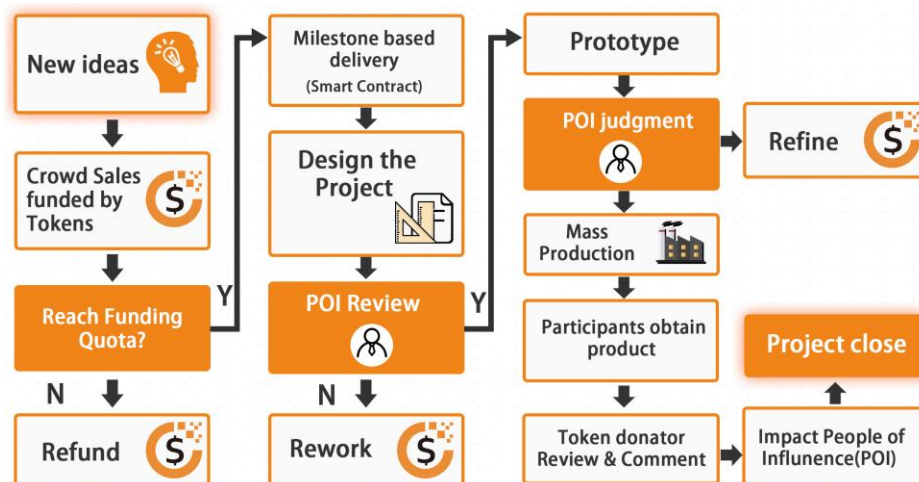 New ideas
Crowd Sales
funded by
Tokens
$
Reach Funding
Quota?
Y
N
Refund
$
Milestone based
delivery
(Smart Contract)
Design the
Project
POI Review
Y
N
Rework
$
Prototype
POI judgment
Refine
$
Mass
Production
Participants obtain
product
Token donator
Review & Comment
Impact People of
Influnence(POI)
Project close